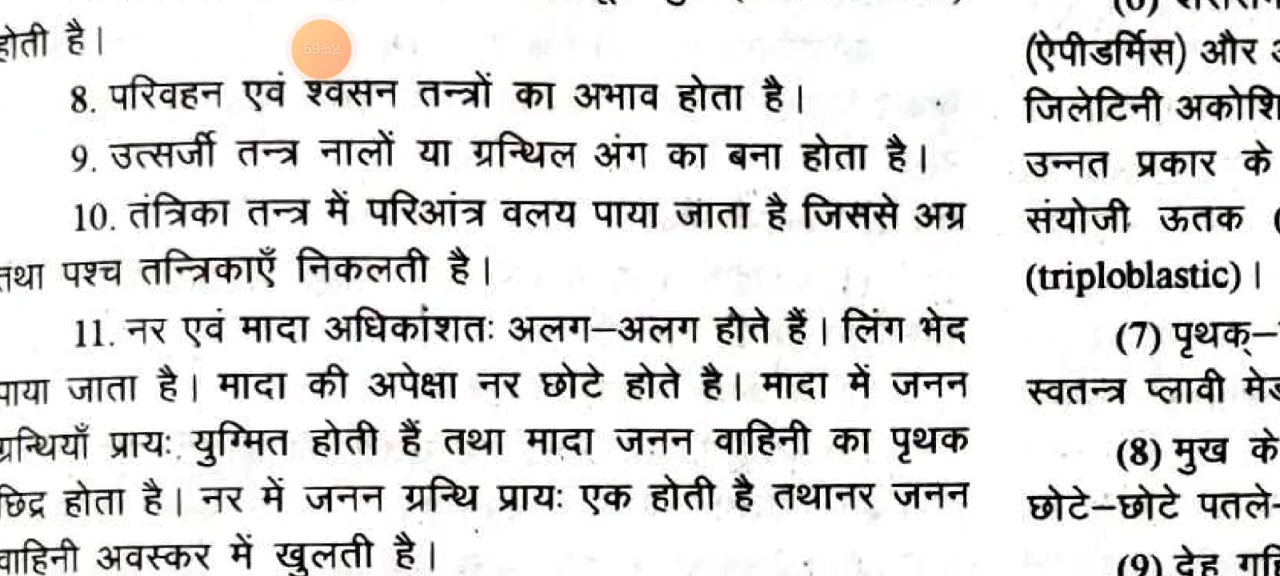 होती है।
8. परिवहन एवं श्वसन तन्त्रों का अभाव होता है।
9. उत्सर्जी तन्त्र नालों या ग्रन्थिल अंग का बना होता है।
10. तंत्रिका तन्त्र में परिआंत्र वलय पाया जाता है जिससे अग्र
तथा पश्च तन्त्रिकाएँ निकलती है।
11. नर एवं मादा अधिकांशतः अलग–अलग होते हैं। लिंग भेद
पाया जाता है। मादा की अपेक्षा नर छोटे होते है। मादा में जनन
ग्रन्थियाँ प्रायः युग्मित होती हैं तथा मादा जनन वाहिनी का पृथक
छिद्र होता है। नर में जनन ग्रन्थि प्रायः एक होती है तथानर जनन
वाहिनी अवस्कर में खुलती है।
59:52
(ऐपीडर्मिस) और
जिलेटिनी
उन्नत प्रकार के
संयोजी ऊतक (
(triploblastic)।
(7) पृथक्–
स्वतन्त्र प्लावी
(8) मुख के
छोटे–छोटे पतले-
(9) देह